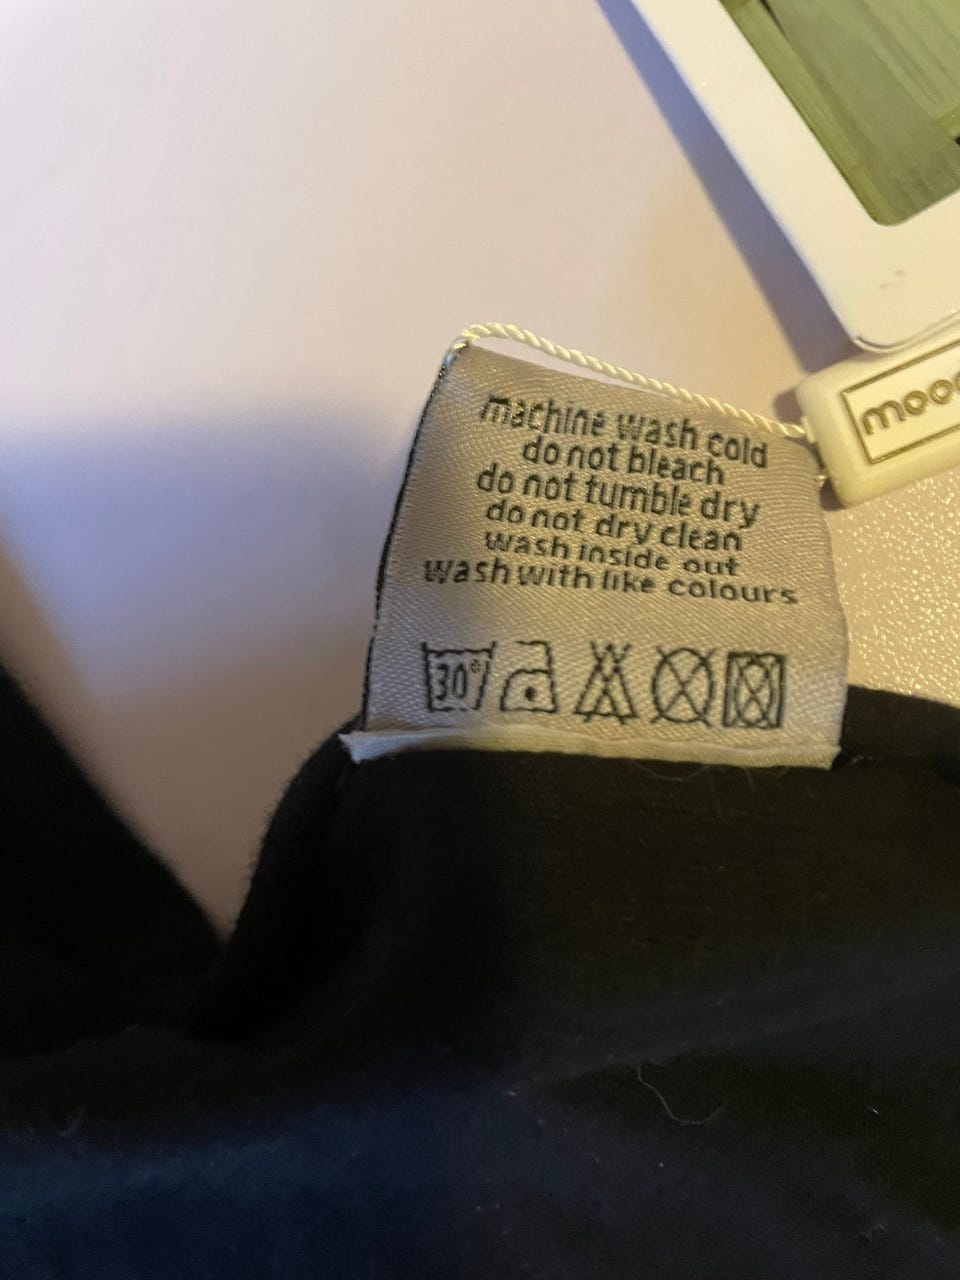 machine wash cold
do not bleach
do not tumble dry
do not dry clean
wash inside out
wash with like colours
30°